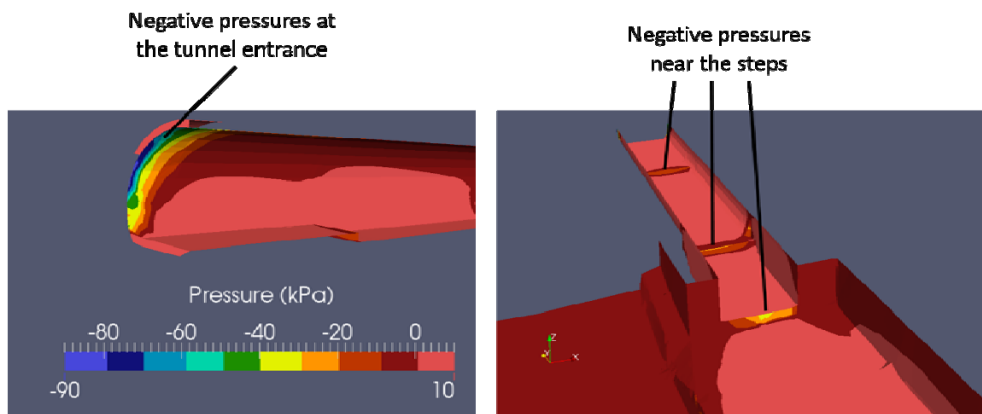 Negative pressures at
the tunnel entrance
Negative pressures
near the steps
Pressure (kPa)
-80 -60 -40 -20 0
-90 10
Z
Y X